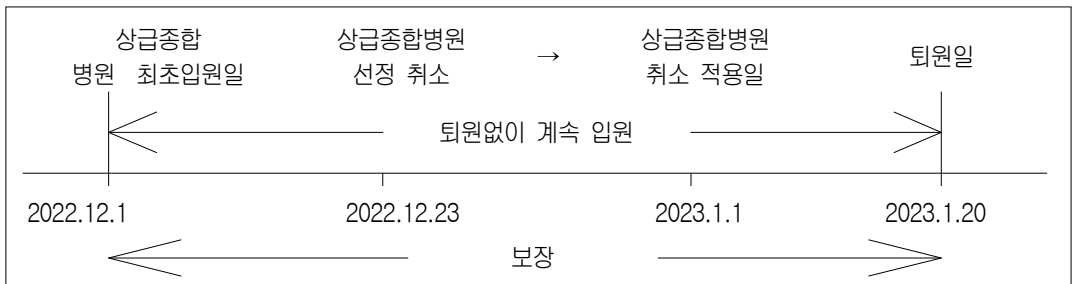 상급종합 상급종합병원 → 상급종합병원 퇴원일
병원 최초입원일 선정 취소 취소 적용일
퇴원없이 계속 입원
2022.12.1 2022.12.23 2023.1.1 2023.1.20
보장